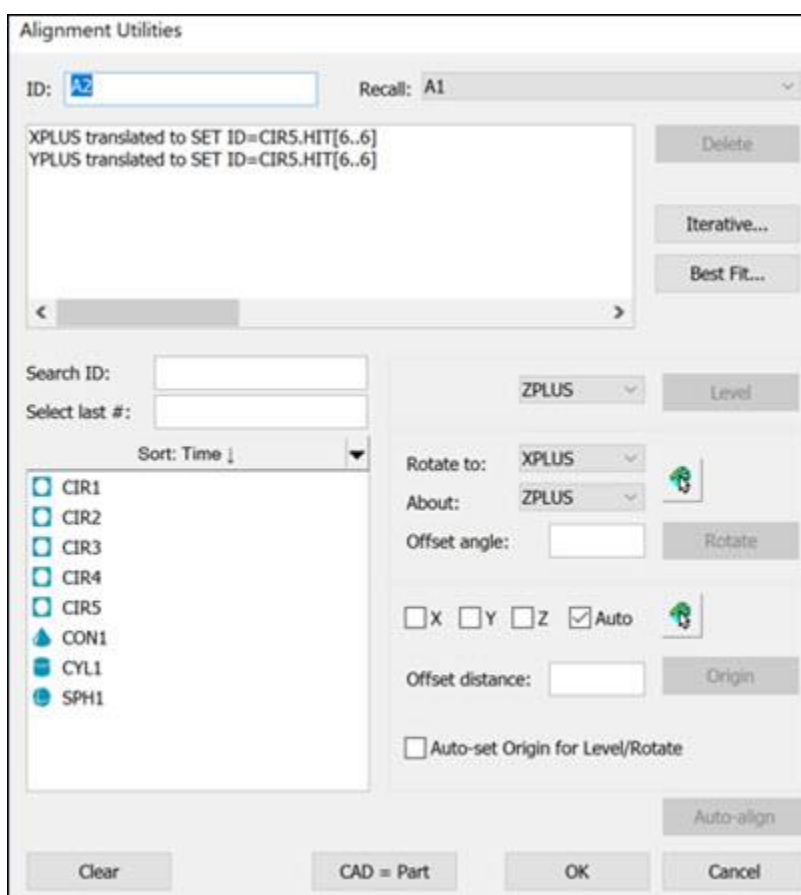 Alignment Utilities
ID: A2 Recall: A1
XPLUS translated to SET ID=CIR5.HIT[6..6]
YPLUS translated to SET ID=CIR5.HIT[6..6]
Delete
Iterative...
Best Fit...
Search ID:
Select last #:
ZPLUS Level
Sort: Time ↓
Rotate to: XPLUS
About: ZPLUS
Offset angle: Rotate
CIR1
CIR2
CIR3
CIR4
CIR5
CON1
CYL1
SPH1
X Y Z Auto
Offset distance: Origin
Auto-set Origin for Level/Rotate
Auto-align
Clear CAD = Part OK Cancel